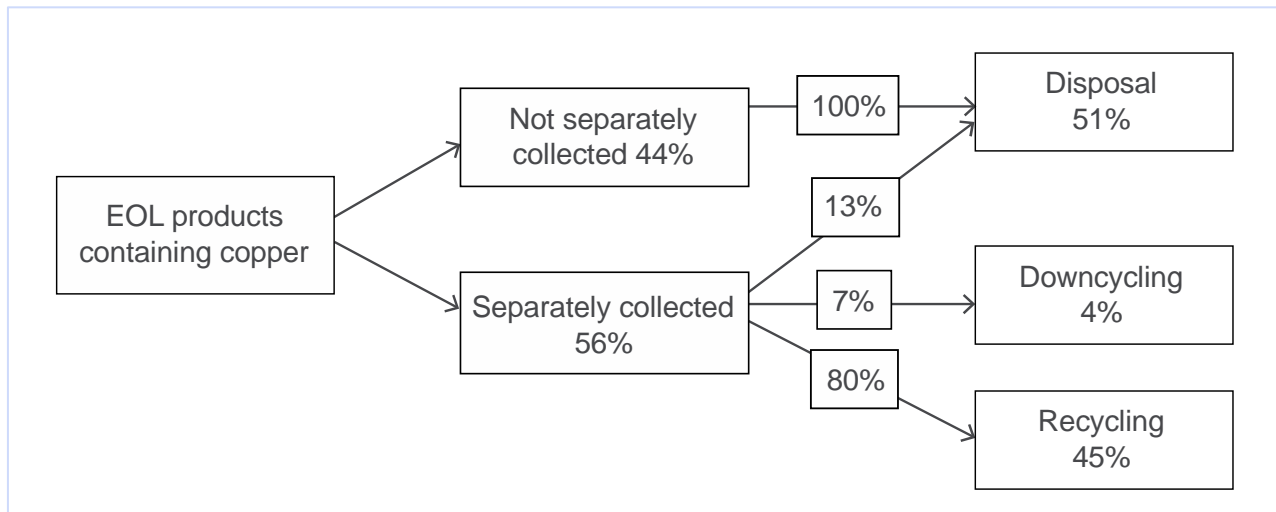 EOL products
containing copper
Not separately
collected 44%
Separately collected
56%
100%
13%
7%
80%
Disposal
51%
Downcycling
4%
Recycling
45%